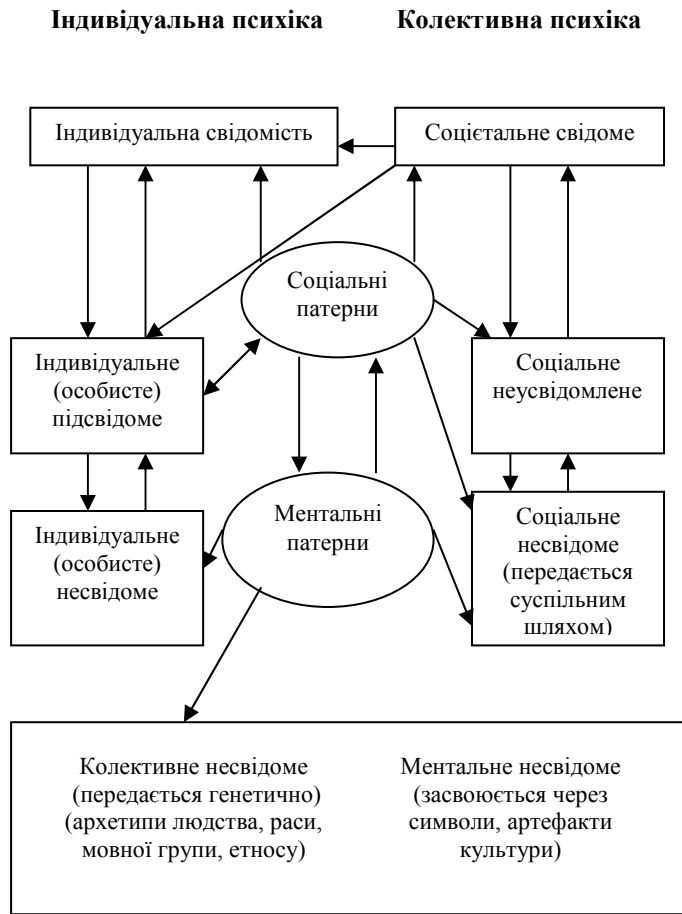 Індивідуальна психіка
Колективна психіка
Індивідуальна свідомість
Соцієтальне свідоме
Соціальні
патерни
Індивідуальне
(особисте)
підсвідоме
Соціальне
неусвідомлене
Ментальні
патерни
Індивідуальне
(особисте)
несвідоме
Соціальне
несвідоме
(передається
суспільним
шляхом)
Колективне несвідоме
(передається генетично)
(архетипи людства, раси,
мовної групи, етносу)
Ментальне несвідоме
(засвоюється через
символи, артефакти
культури)